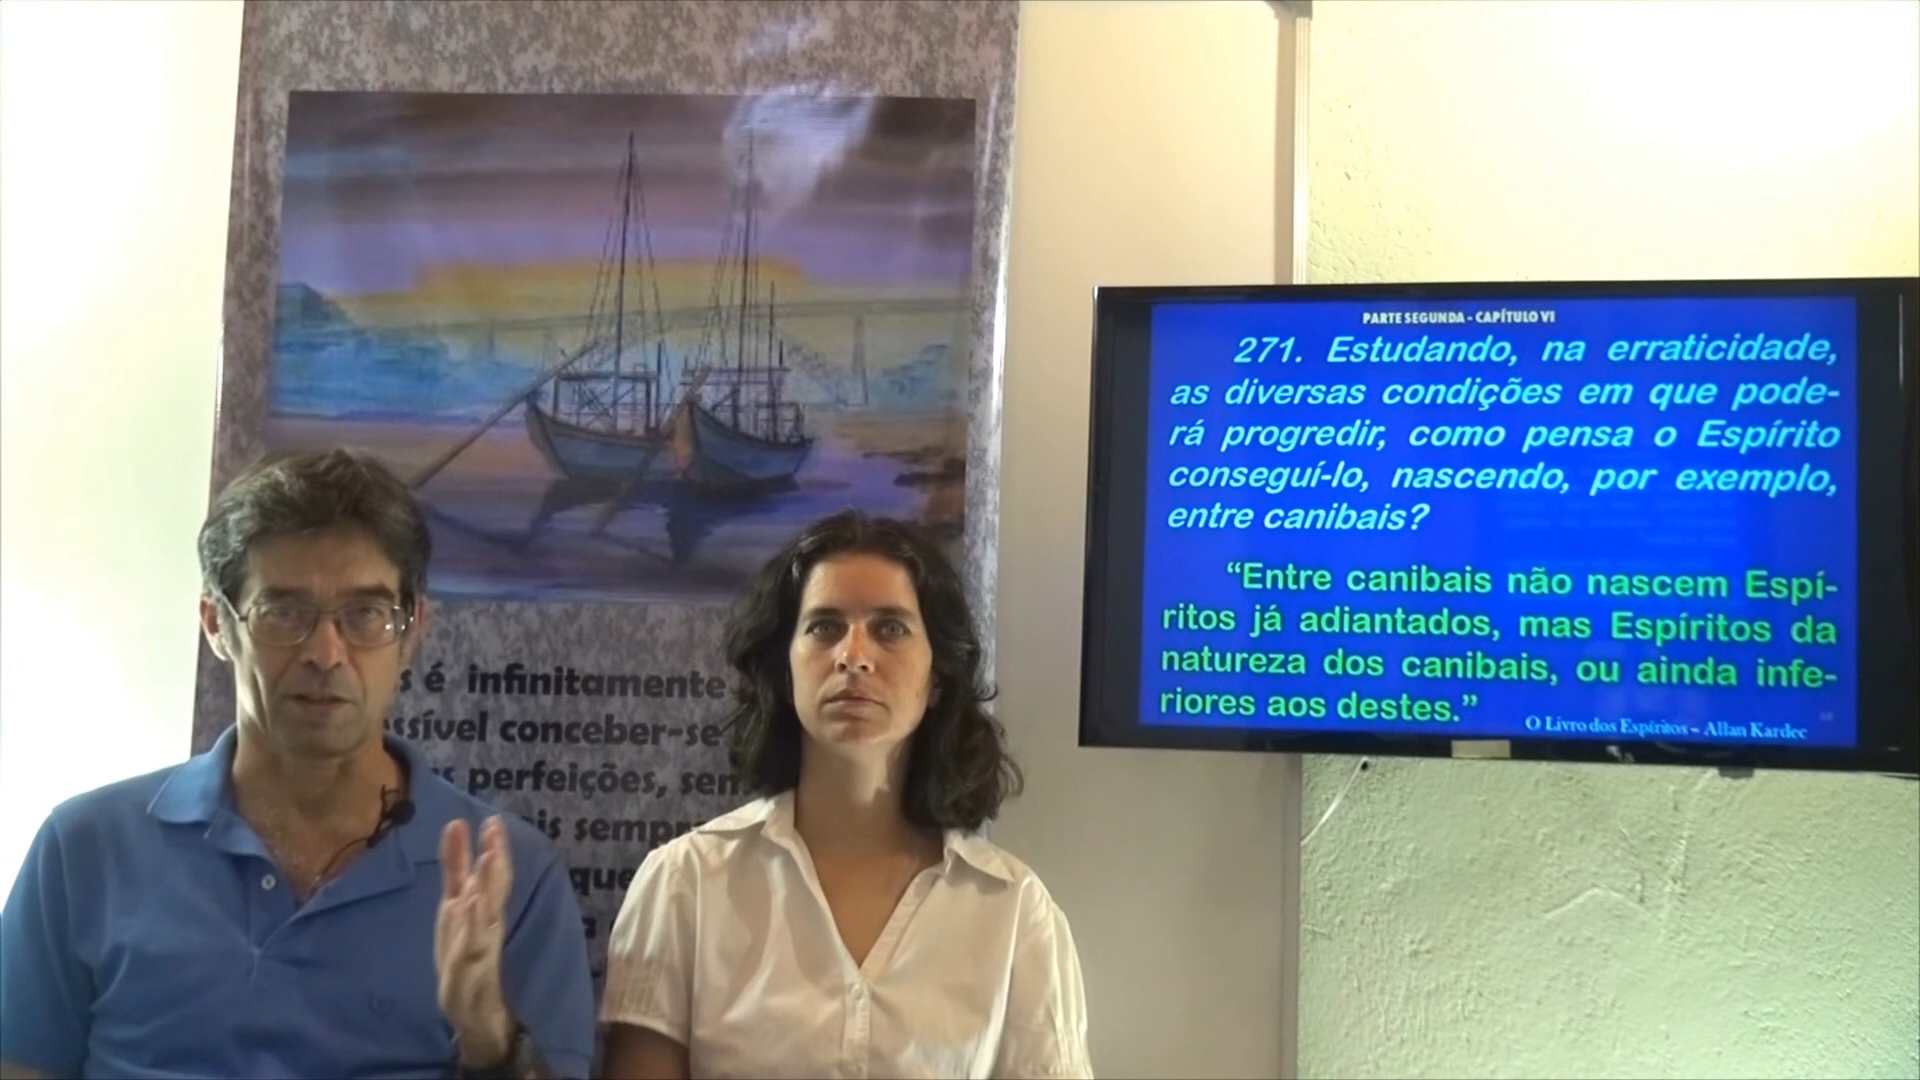 s é infinitamente
ssível conceber-se
perfeições, sem
is sempre
que
PARTE SEGUNDA - CAPÍTULO VI
271. Estudando, na erraticidade,
as diversas condições em que pode-
rá progredir, como pensa o Espírito
conseguí-lo, nascendo, por exemplo,
entre canibais?
“Entre canibais não nascem Espí-
ritos já adiantados, mas Espíritos da
natureza dos canibais, ou ainda infe-
riores aos destes.”
O Livro dos Espíritos - Allan Kardec